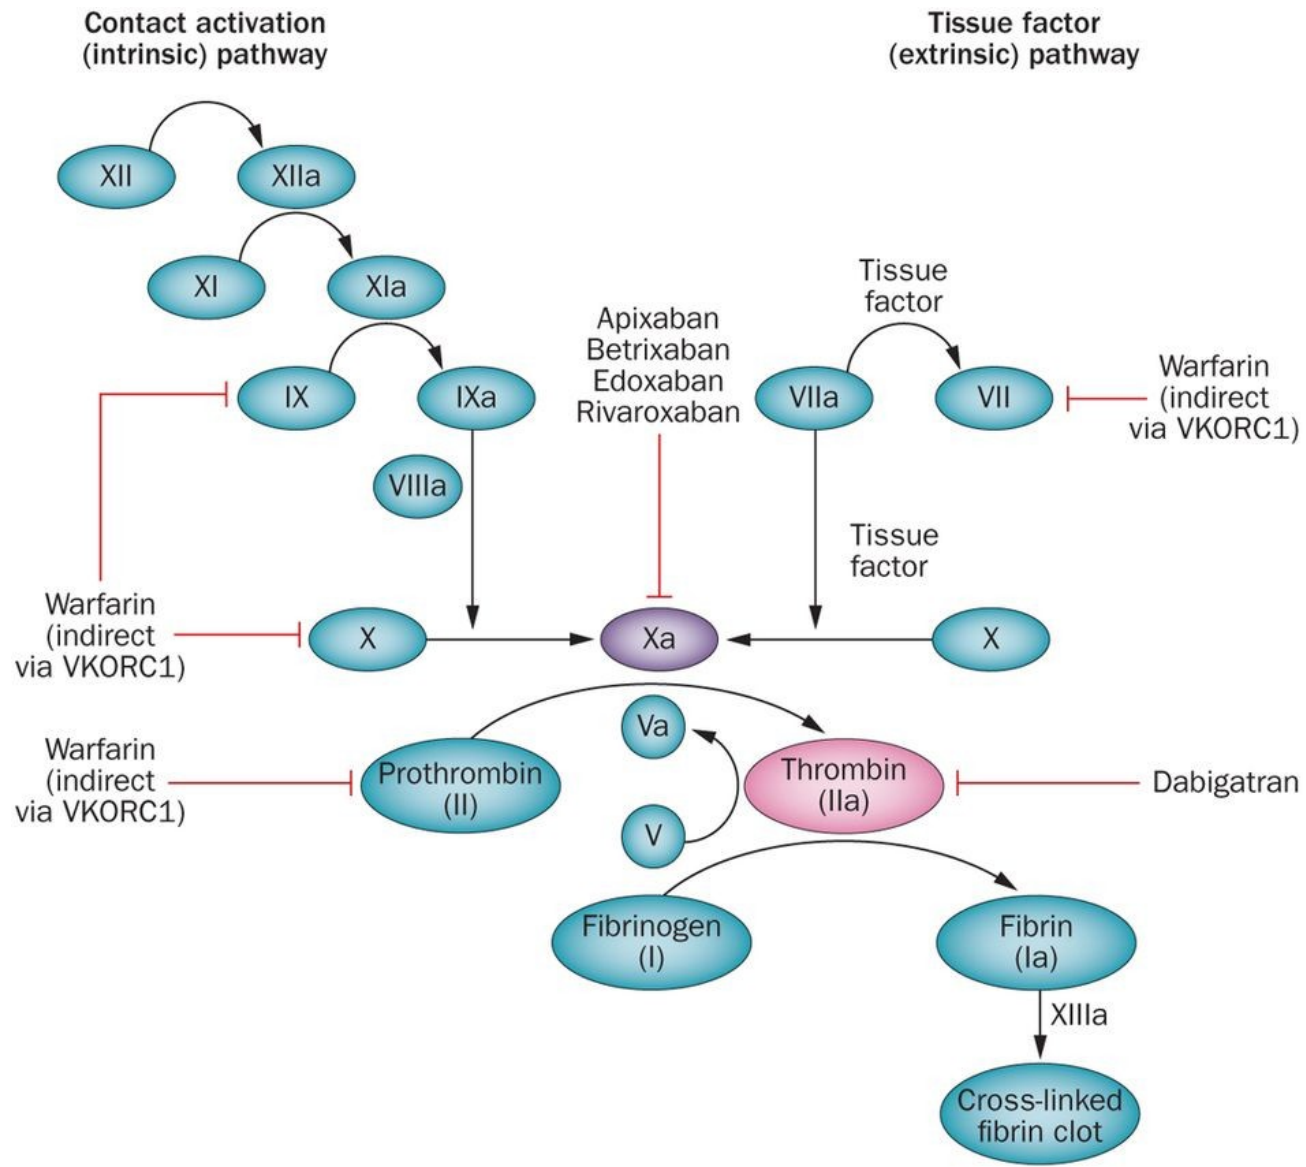 Contact activation
(intrinsic) pathway
Tissue factor
(extrinsic) pathway
XII
XIIa
XI
XIa
Tissue
factor
Apixaban
Betrixaban
Edoxaban
Rivaroxaban
IX
IXa
VIIa
VII
Warfarin
(indirect
via VKORC1)
VIIIa
Tissue
factor
Warfarin
(indirect
via VKORC1)
X
Xa
X
Va
Warfarin
(indirect
via VKORC1)
Prothrombin
(II)
Thrombin
(IIa)
Dabigatran
V
Fibrinogen
(I)
Fibrin
(Ia)
XIIIa
Cross-linked
fibrin clot